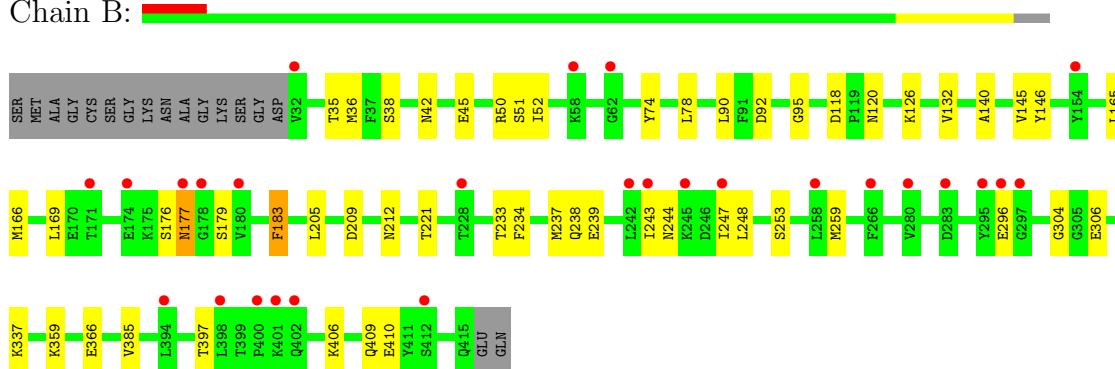 Chain B:
SER MET ALA GLY CYS SER GLY LYS ASN ALA GLY LYS SER GLY ASP V32 T35 M36 F37 S38 N42 E45 R50 S51 I52 K58 G62 Y74 L78 L90 F91 D92 G95 D118 P119 N120 K126 V132 A140 V145 Y146 Y154 L165
M166 L169 E170 T171 E174 K175 S176 N177 G178 S179 V180 F183 L205 D209 N212 T221 T228 T233 F234 M237 Q238 E239 L242 I243 N244 K245 D246 I247 L248 S253 L258 M259 F266 V280 D283 Y295 E296 G297 G304 G305 E306
K337 K359 E366 V385 L394 T397 L398 T399 P400 K401 Q402 K406 Q409 E410 Y411 S412 Q415 GLU GLN